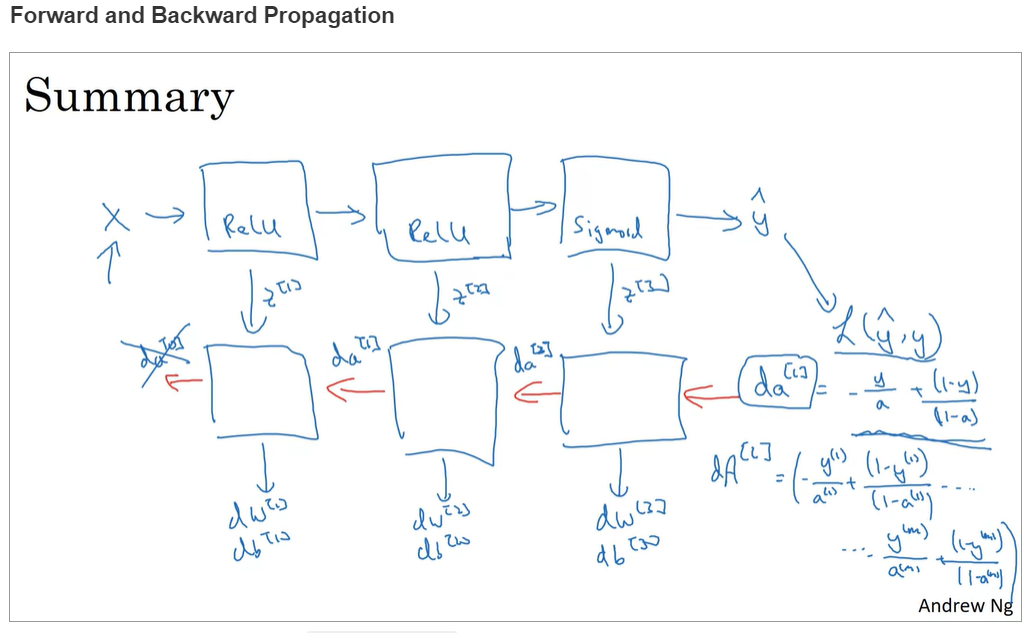 Forward and Backward Propagation
Summary
X → ReLU → ReLU → Sigmoid → ŷ
z[1] z[2] z[3]
L(ŷ, y)
da[0] da[1] da[2] da[l] = - y/a + (1-y)/(1-a)
dA[l] = (- y(1)/a(1) + (1-y(1))/(1-a(1)) ....
.... y(m)/a(m) + (1-y(m))/(1-a(m)))
dw[1] dw[2] dw[3]
db[1] db[2] db[3]
Andrew Ng